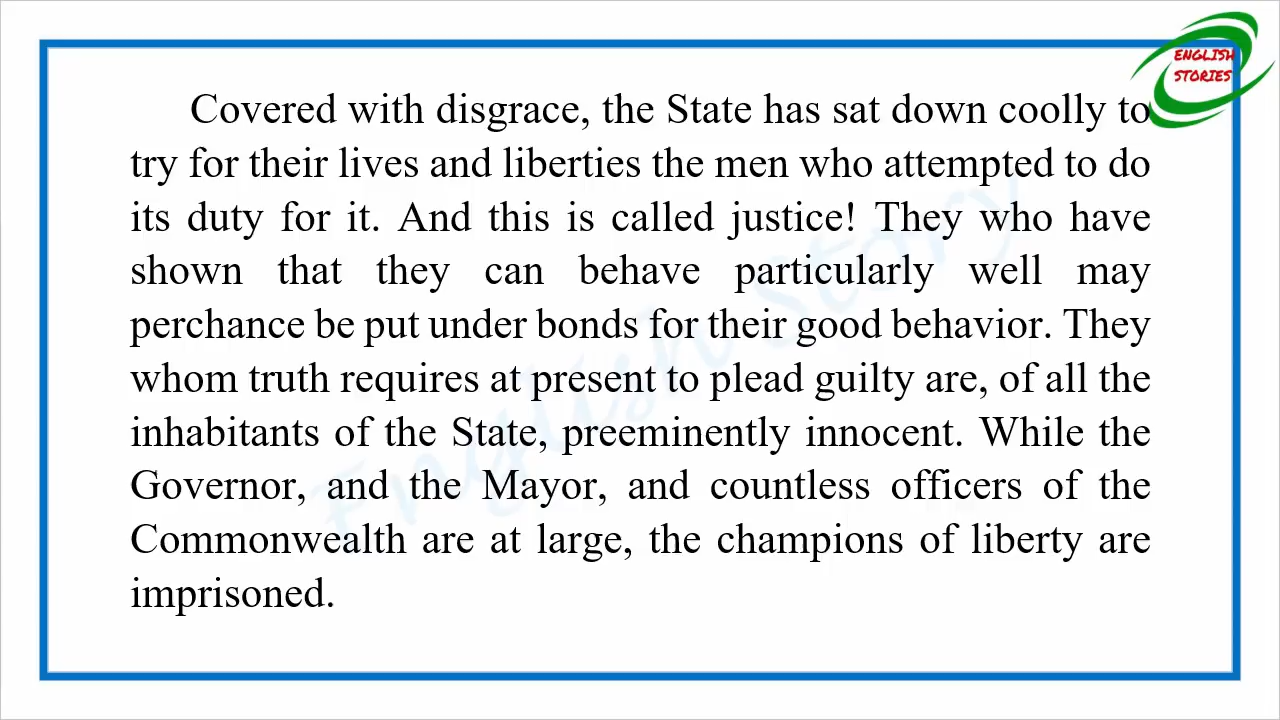 ENGLISH
STORIES
Covered with disgrace, the State has sat down coolly to
try for their lives and liberties the men who attempted to do
its duty for it. And this is called justice! They who have
shown that they can behave particularly well may
perchance be put under bonds for their good behavior. They
whom truth requires at present to plead guilty are, of all the
inhabitants of the State, preeminently innocent. While the
Governor, and the Mayor, and countless officers of the
Commonwealth are at large, the champions of liberty are
imprisoned.
English Story